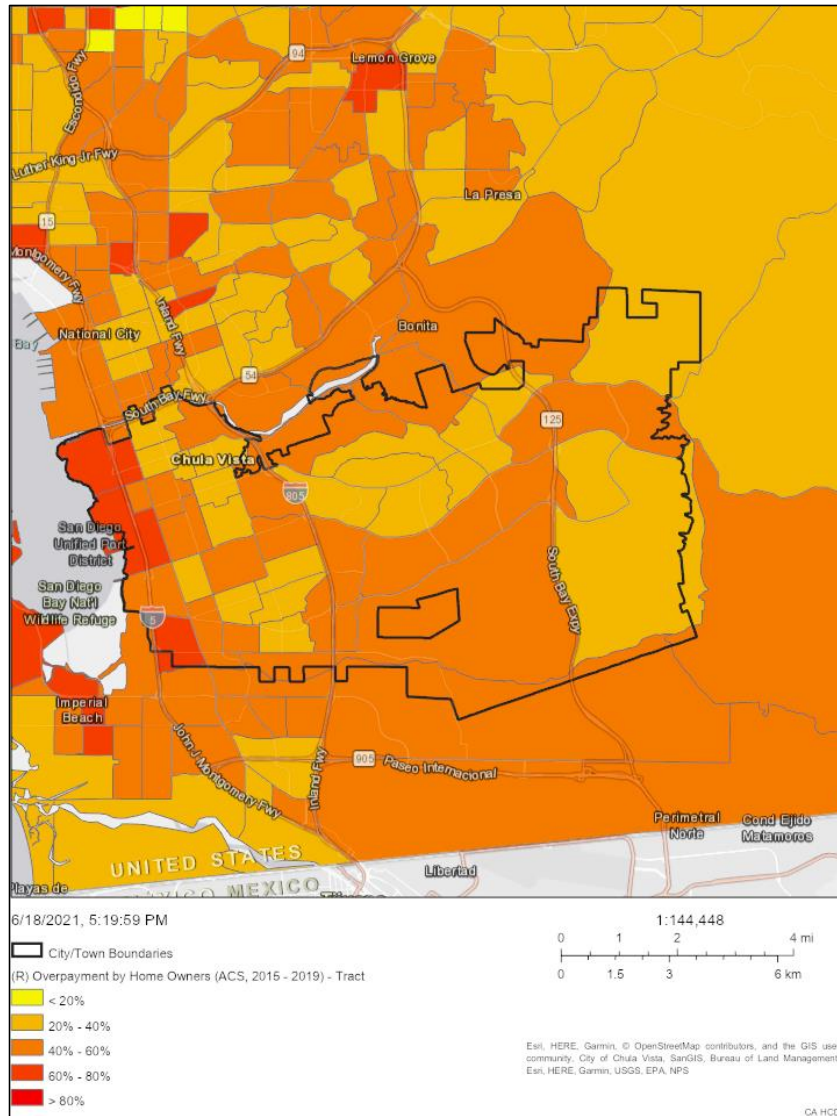 94
Lemon Grove
Escondido Fwy
Luther King Jr Fwy
La Presa
15
Montgomery Fwy
Inland Fwy
National City
Bonita
Bay
54
South Bay Fwy
125
Chula Vista
805
San Diego
Unified Port
District
San Diego
Bay Nat'l
Wildlife Refuge
South Bay Expy
5
Imperial
Beach
John J Montgomery Fwy
Inland Fwy
905
Paseo Internacional
Perimetral
Norte
Cond Ejido
Matamoros
UNITED STATES
MEXICO
Libertad
Playas de
6/18/2021, 5:19:59 PM
City/Town Boundaries
(R) Overpayment by Home Owners (ACS, 2015 - 2019) - Tract
< 20%
20% - 40%
40% - 60%
60% - 80%
> 80%
1:144,448
0 1 2 4 mi
0 1.5 3 6 km
Esri, HERE, Garmin, © OpenStreetMap contributors, and the GIS use
community, City of Chula Vista, SanGIS, Bureau of Land Management
Esri, HERE, Garmin, USGS, EPA, NPS
CA HCD